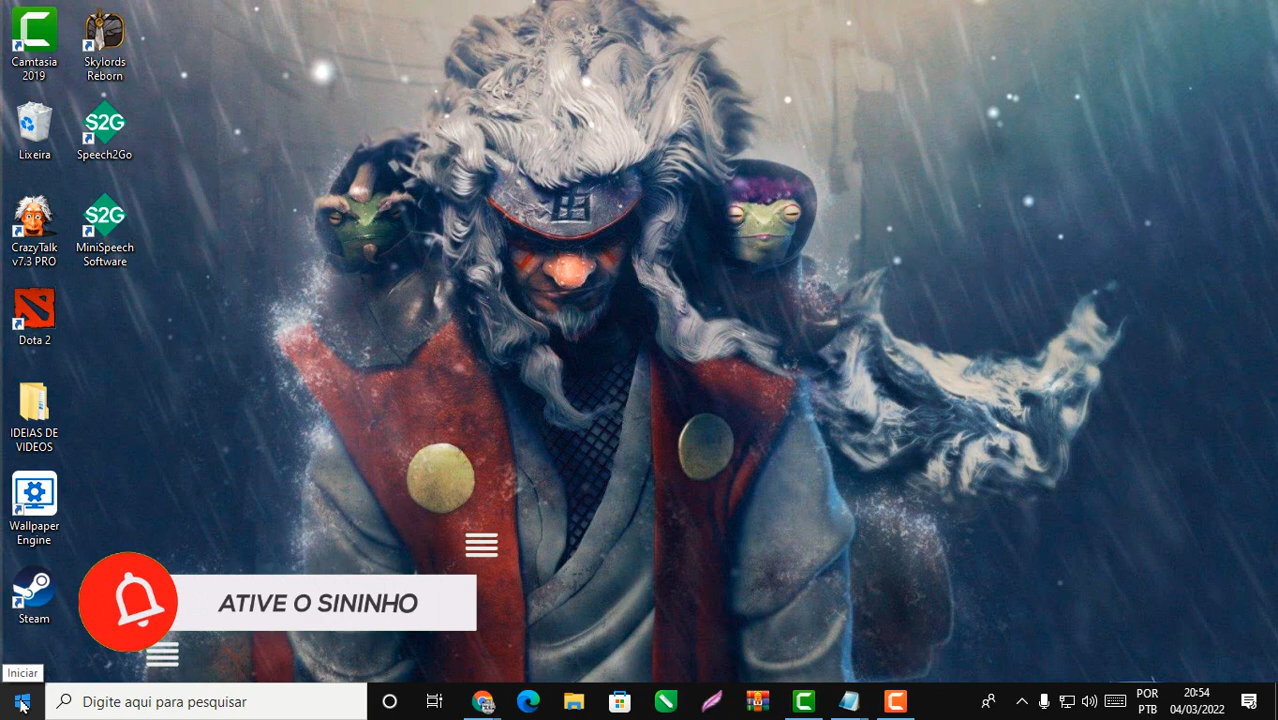 Camtasia
2019
Skylords
Reborn
Lixeira
S2G
Speech2Go
CrazyTalk
v7.3 PRO
S2G
MiniSpeech
Software
Dota 2
IDEIAS DE
VIDEOS
Wallpaper
Engine
Steam
ATIVE O SININHO
Iniciar
Digite aqui para pesquisar
POR
PTB
20:54
04/03/2022